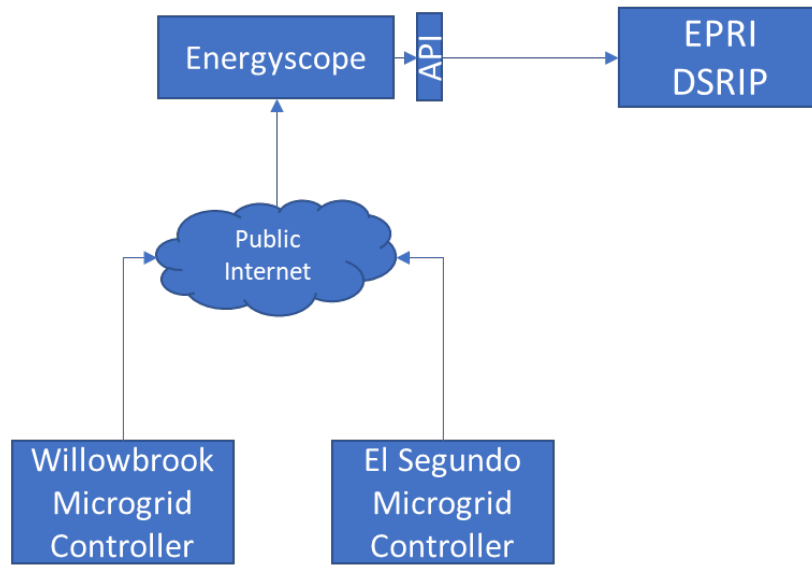 Energyscope
API
EPRI
DSRIP
Public
Internet
Willowbrook
Microgrid
Controller
El Segundo
Microgrid
Controller